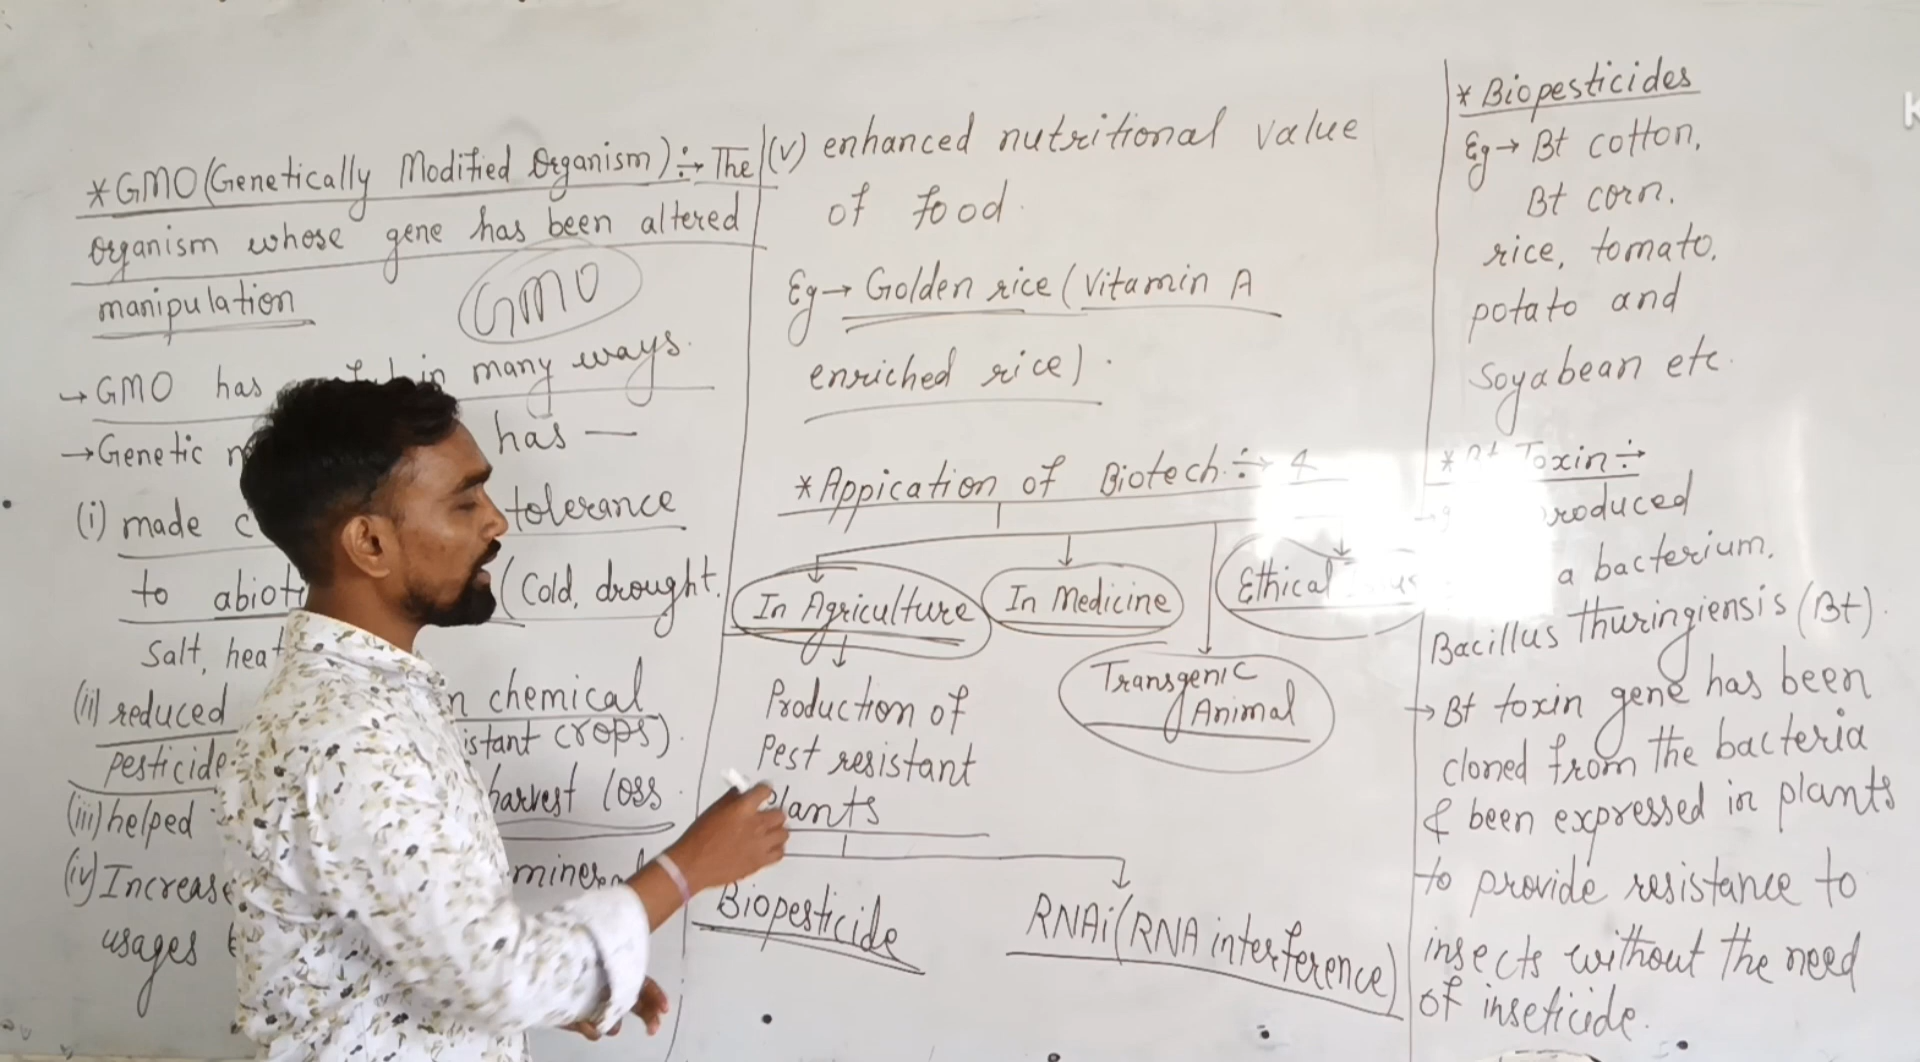 *GMO (Genetically Modified Organism) ÷→ The
organism whose gene has been altered
manipulation
GMO
→ GMO has in many ways.
→ Genetic has —
(i) made tolerance
to (Cold, drought,
Salt, heat
(ii) reduced chemical
pesticide crops).
(iii) helped harvest loss.
(iv) Increase
usages
(v) enhanced nutritional value
of food.
Eg → Golden rice (Vitamin A
enriched rice).
*Appication of Biotech. ÷→ 4
In Agriculture In Medicine Ethical
Transgenic
Animal
Production of
Pest resistant
plants
Biopesticide RNAi (RNA interference)
* Biopesticides
Eg → Bt cotton,
Bt corn,
rice, tomato,
potato and
Soyabean etc.
* Bt Toxin ÷→
produced
a bacterium,
Bacillus thuringiensis (Bt).
→ Bt toxin gene has been
cloned from the bacteria
& been expressed in plants
to provide resistance to
insects without the need
of inseticide.